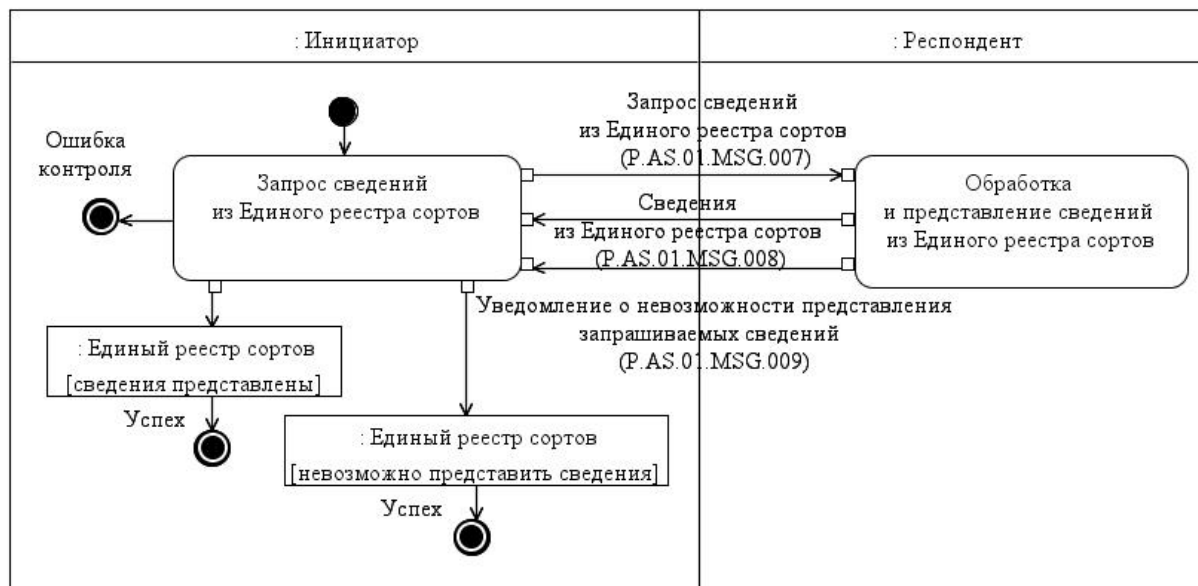 : Инициатор
: Респондент
Ошибка
контроля
Запрос сведений
из Единого реестра сортов
Запрос сведений
из Единого реестра сортов
(P.AS.01.MSG.007)
Сведения
из Единого реестра сортов
(P.AS.01.MSG.008)
Обработка
и представление сведений
из Единого реестра сортов
Уведомление о невозможности представления
запрашиваемых сведений
(P.AS.01.MSG.009)
: Единый реестр сортов
[сведения представлены]
Успех
: Единый реестр сортов
[невозможно представить сведения]
Успех